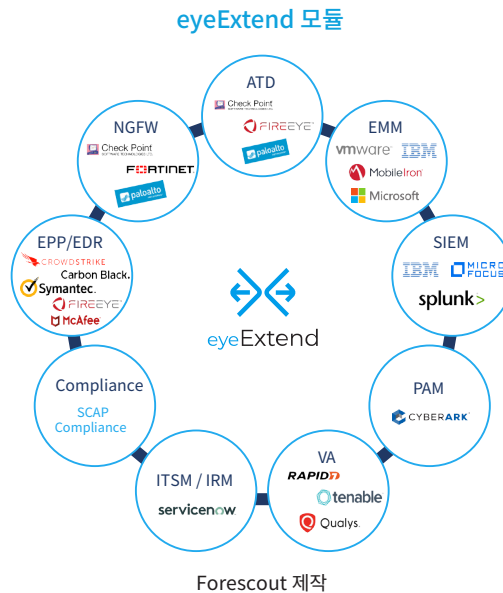 eyeExtend 모듈
ATD
Check Point
FIREEYE
paloalto
NGFW
Check Point
FORTINET
paloalto
EMM
vmware IBM
MobileIron
Microsoft
EPP/EDR
CROWDSTRIKE
Carbon Black.
Symantec.
FIREEYE
McAfee
SIEM
IBM MICRO FOCUS
splunk>
eyeExtend
Compliance
SCAP
Compliance
PAM
CYBERARK
ITSM / IRM
servicenow
VA
RAPID7
tenable
Qualys.
Forescout 제작